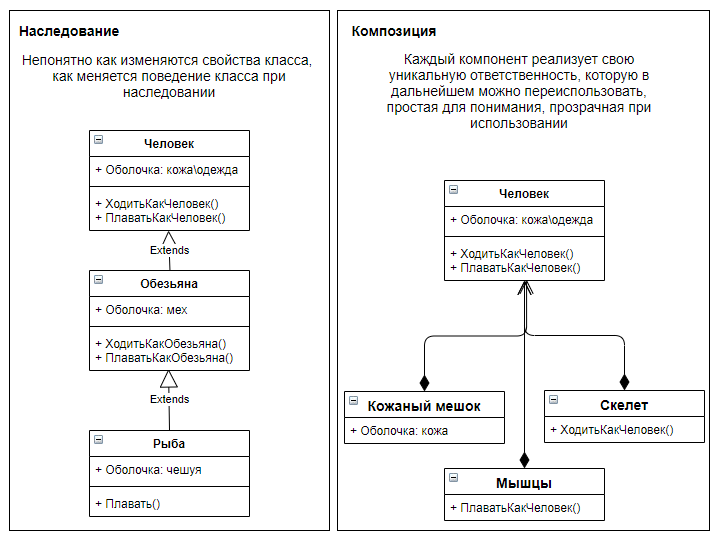 Наследование
Непонятно как изменяются свойства класса,
как меняется поведение класса при
наследовании
Человек
+ Оболочка: кожа\одежда
+ ХодитьКакЧеловек()
+ ПлаватьКакЧеловек()
Extends
Обезьяна
+ Оболочка: мех
+ ХодитьКакОбезьяна()
+ ПлаватьКакОбезьяна()
Extends
Рыба
+ Оболочка: чешуя
+ Плавать()
Композиция
Каждый компонент реализует свою
уникальную ответственность, которую в
дальнейшем можно переиспользовать,
простая для понимания, прозрачная при
использовании
Человек
+ Оболочка: кожа\одежда
+ ХодитьКакЧеловек()
+ ПлаватьКакЧеловек()
Кожаный мешок
+ Оболочка: кожа
Скелет
+ ХодитьКакЧеловек()
Мышцы
+ ПлаватьКакЧеловек()